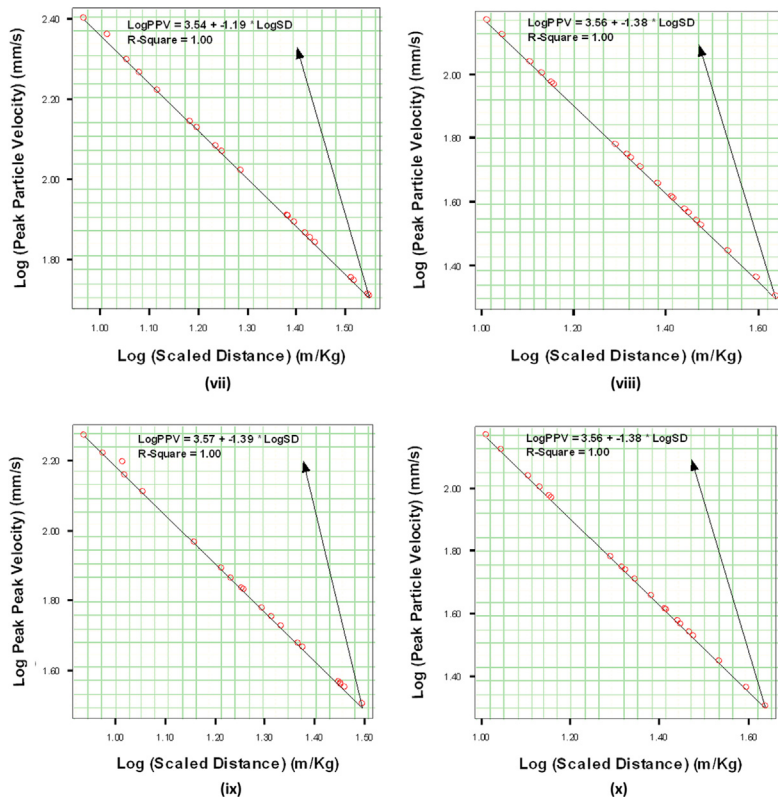 LogPPV = 3.54 + -1.19 * LogSD
R-Square = 1.00
2.40
2.20
2.00
1.80
Log (Peak Particle Velocity) (mm/s)
1.00 1.10 1.20 1.30 1.40 1.50
Log (Scaled Distance) (m/Kg)
(vii)
LogPPV = 3.56 + -1.38 * LogSD
R-Square = 1.00
2.00
1.80
1.60
1.40
Log (Peak Particle Velocity) (mm/s)
1.00 1.20 1.40 1.60
Log (Scaled Distance) (m/Kg)
(viii)
LogPPV = 3.57 + -1.39 * LogSD
R-Square = 1.00
2.20
2.00
1.80
1.60
Log Peak Peak Velocity) (mm/s)
1.00 1.10 1.20 1.30 1.40 1.50
Log (Scaled Distance) (m/Kg)
(ix)
LogPPV = 3.56 + -1.38 * LogSD
R-Square = 1.00
2.00
1.80
1.60
1.40
Log (Peak Particle Velocity) (mm/s)
1.00 1.20 1.40 1.60
Log (Scaled Distance) (m/Kg)
(x)